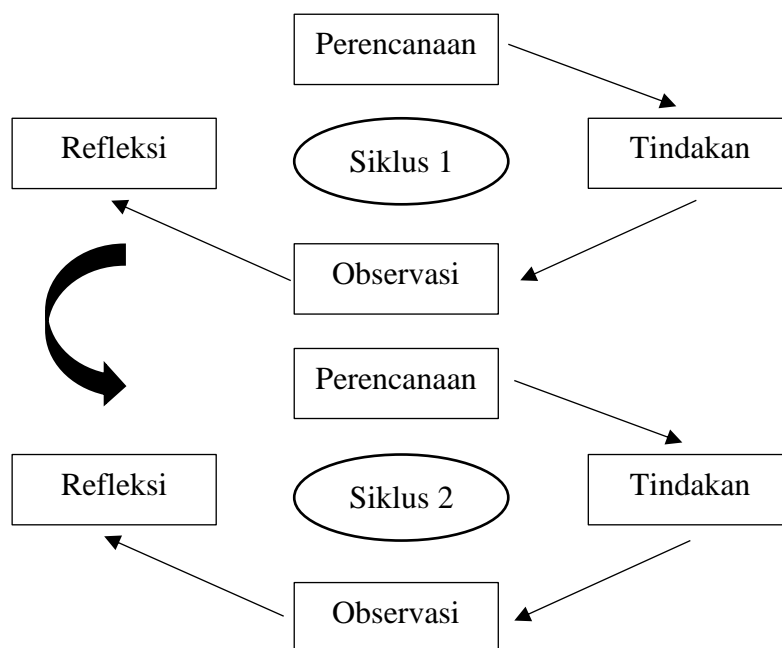 Perencanaan
Refleksi
Siklus 1
Tindakan
Observasi
Perencanaan
Refleksi
Siklus 2
Tindakan
Observasi